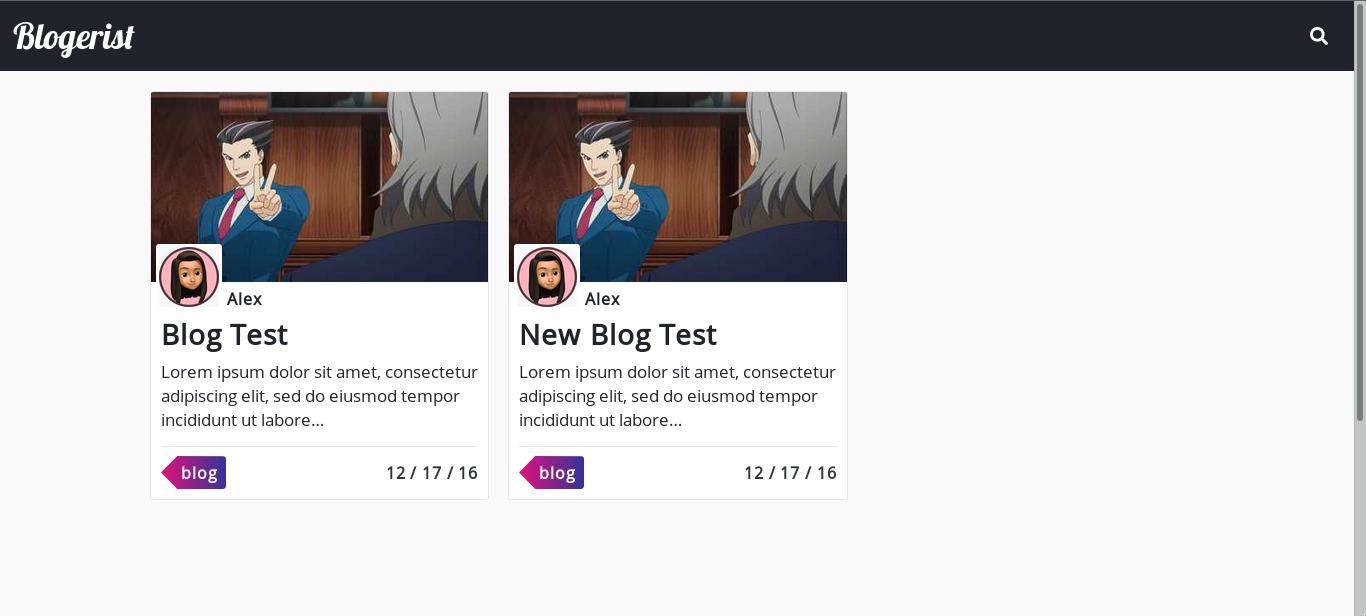 Blogerist
Alex
Blog Test
Lorem ipsum dolor sit amet, consectetur
adipiscing elit, sed do eiusmod tempor
incididunt ut labore...
blog
12 / 17 / 16
Alex
New Blog Test
Lorem ipsum dolor sit amet, consectetur
adipiscing elit, sed do eiusmod tempor
incididunt ut labore...
blog
12 / 17 / 16